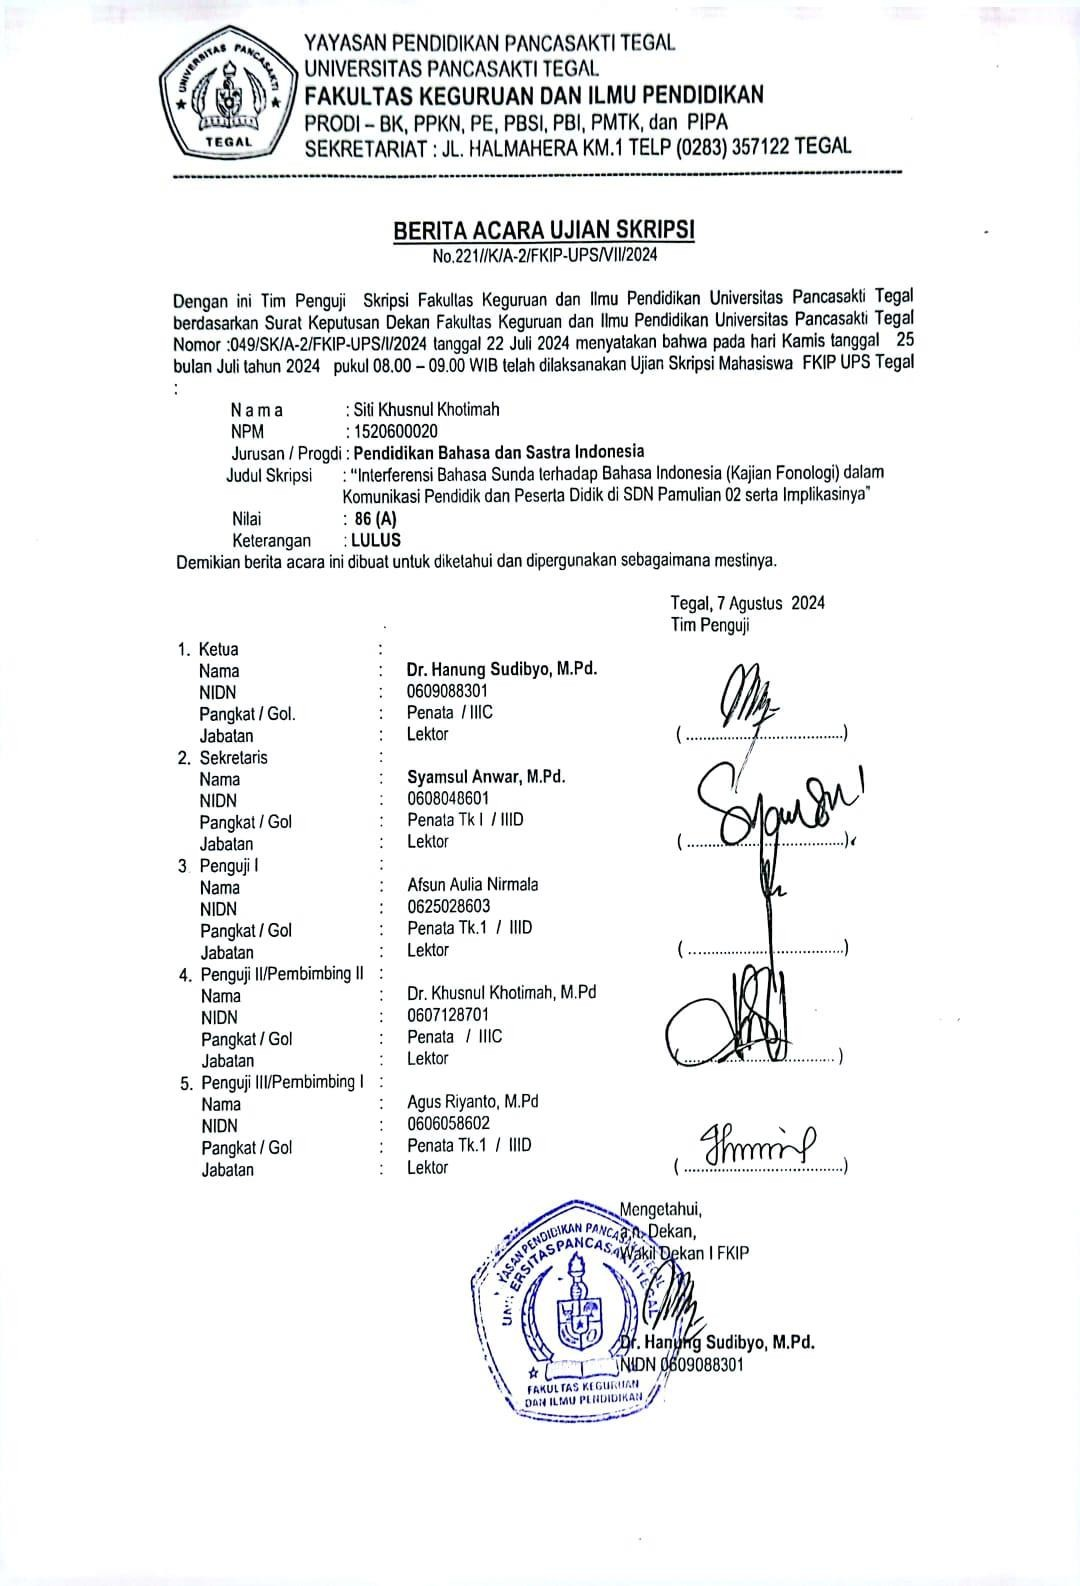 UNIVERSITAS PANCASAKTI
TEGAL
YAYASAN PENDIDIKAN PANCASAKTI TEGAL
UNIVERSITAS PANCASAKTI TEGAL
FAKULTAS KEGURUAN DAN ILMU PENDIDIKAN
PRODI – BK, PPKN, PE, PBSI, PBI, PMTK, dan PIPA
SEKRETARIAT : JL. HALMAHERA KM.1 TELP (0283) 357122 TEGAL
BERITA ACARA UJIAN SKRIPSI
No.221//K/A-2/FKIP-UPS/VII/2024
Dengan ini Tim Penguji Skripsi Fakultas Keguruan dan Ilmu Pendidikan Universitas Pancasakti Tegal
berdasarkan Surat Keputusan Dekan Fakultas Keguruan dan Ilmu Pendidikan Universitas Pancasakti Tegal
Nomor :049/SK/A-2/FKIP-UPS/I/2024 tanggal 22 Juli 2024 menyatakan bahwa pada hari Kamis tanggal 25
bulan Juli tahun 2024 pukul 08.00 – 09.00 WIB telah dilaksanakan Ujian Skripsi Mahasiswa FKIP UPS Tegal
:
N a m a : Siti Khusnul Khotimah
NPM : 1520600020
Jurusan / Progdi : Pendidikan Bahasa dan Sastra Indonesia
Judul Skripsi : “Interferensi Bahasa Sunda terhadap Bahasa Indonesia (Kajian Fonologi) dalam
Komunikasi Pendidik dan Peserta Didik di SDN Pamulian 02 serta Implikasinya”
Nilai : 86 (A)
Keterangan : LULUS
Demikian berita acara ini dibuat untuk diketahui dan dipergunakan sebagaimana mestinya.
Tegal, 7 Agustus 2024
Tim Penguji
1. Ketua :
Nama : Dr. Hanung Sudibyo, M.Pd.
NIDN : 0609088301
Pangkat / Gol. : Penata / IIIC
Jabatan : Lektor (........................................)
2. Sekretaris :
Nama : Syamsul Anwar, M.Pd.
NIDN : 0608048601
Pangkat / Gol : Penata Tk I / IIID
Jabatan : Lektor (........................................)
3. Penguji I :
Nama : Afsun Aulia Nirmala
NIDN : 0625028603
Pangkat / Gol : Penata Tk.1 / IIID
Jabatan : Lektor (........................................)
4. Penguji II/Pembimbing II :
Nama : Dr. Khusnul Khotimah, M.Pd
NIDN : 0607128701
Pangkat / Gol : Penata / IIIC
Jabatan : Lektor (........................................)
5. Penguji III/Pembimbing I :
Nama : Agus Riyanto, M.Pd
NIDN : 0606058602
Pangkat / Gol : Penata Tk.1 / IIID
Jabatan : Lektor (........................................)
Mengetahui,
a.n. Dekan,
Wakil Dekan I FKIP
YAYASAN PENDIDIKAN PANCASAKTI TEGAL
UNIVERSITAS PANCASAKTI TEGAL
FAKULTAS KEGURUAN
DAN ILMU PENDIDIKAN
Dr. Hanung Sudibyo, M.Pd.
NIDN 0609088301